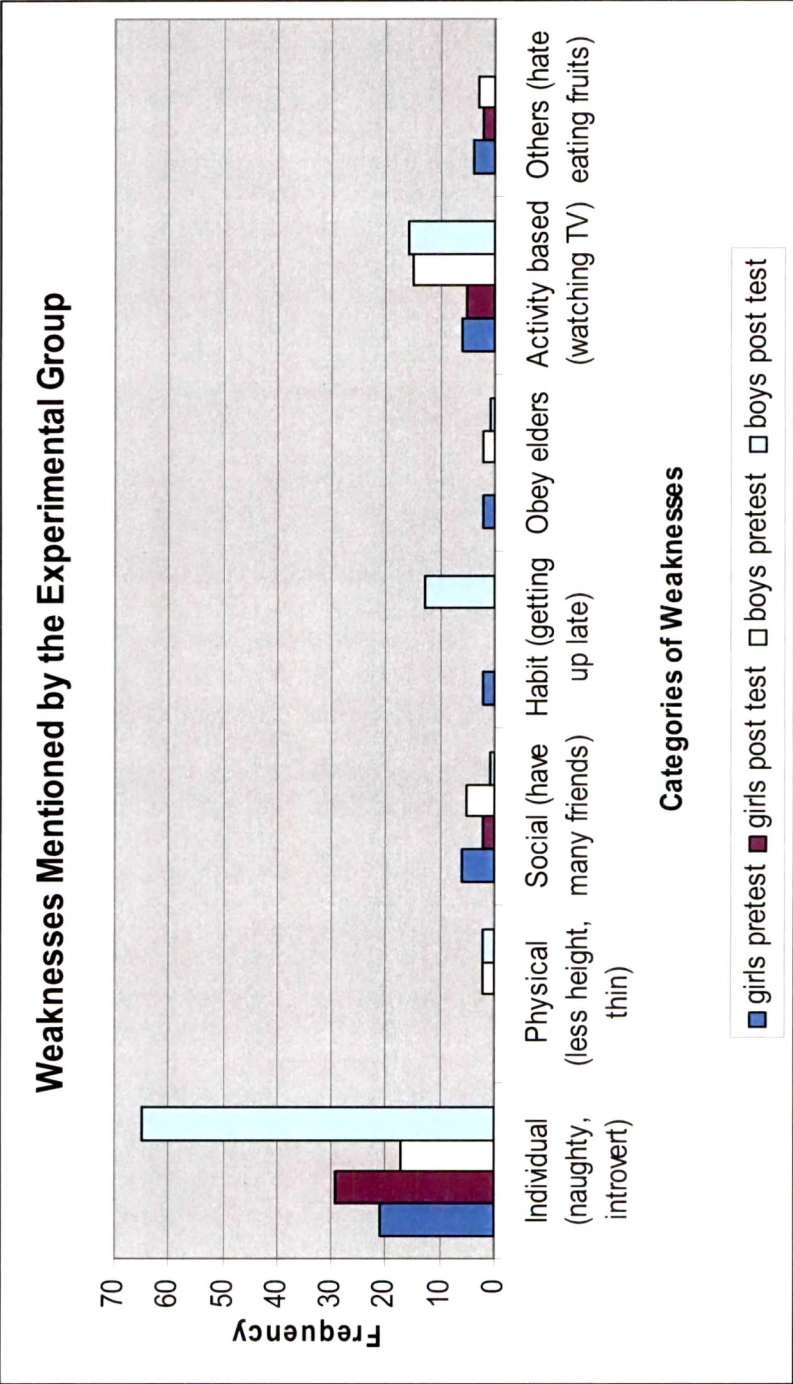 Weaknesses Mentioned by the Experimental Group
70
60
50
40
30
20
10
0
Frequency
Individual
(naughty,
introvert)
Physical
(less height,
thin)
Social (have
many friends)
Habit (getting
up late)
Obey elders
Activity based
(watching TV)
Others (hate
eating fruits)
Categories of Weaknesses
girls pretest girls post test boys pretest boys post test